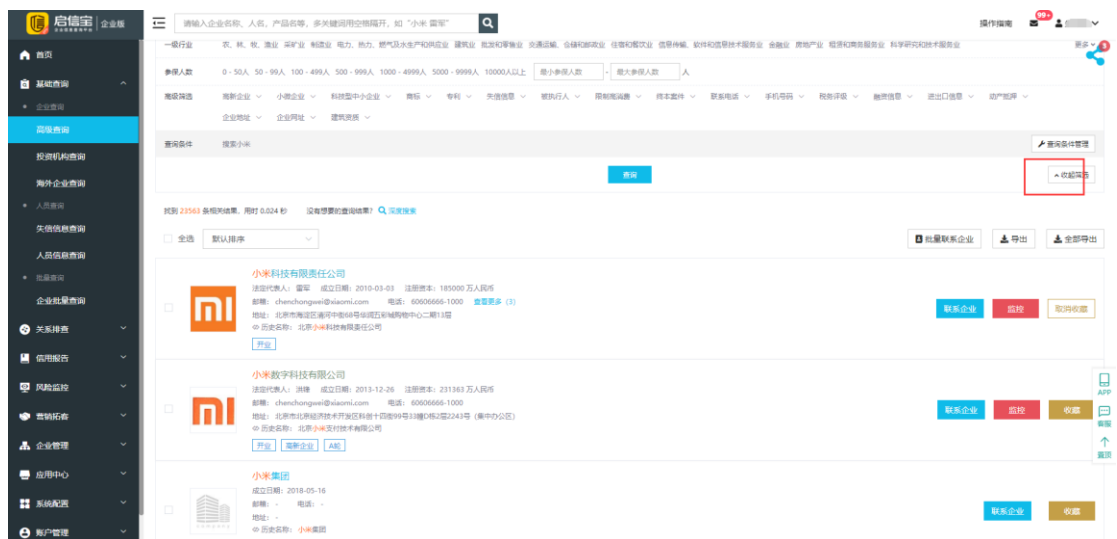 启信宝 企业版
请输入企业名称、人名、产品名等，多关键词用空格隔开，如 “小米 雷军”
操作指南 99+
首页
基础查询
企业查询
高级查询
投资机构查询
海外企业查询
人员查询
失信信息查询
人员信息查询
批量查询
企业批量查询
关系排查
信用报告
风险监控
营销拓客
企业管理
应用中心
系统配置
账户管理
一级行业 农、林、牧、渔业 采矿业 制造业 电力、热力、燃气及水生产和供应业 建筑业 批发和零售业 交通运输、仓储和邮政业 住宿和餐饮业 信息传输、软件和信息技术服务业 金融业 房地产业 租赁和商务服务业 科学研究和技术服务业 更多
3
参保人数 0 - 50人 50 - 99人 100 - 499人 500 - 999人 1000 - 4999人 5000 - 9999人 10000人以上 最小参保人数 - 最大参保人数 人
高级筛选 高新企业 小微企业 科技型中小企业 商标 专利 失信信息 被执行人 限制高消费 终本案件 联系电话 手机号码 税务评级 融资信息 进出口信息 动产抵押
企业地址 企业网址 建筑资质
查询条件 搜索小米 查询条件管理
查询 收起筛选
找到 23563 条相关结果，用时 0.024 秒 没有想要的查询结果？ 深度搜索
全选 默认排序 批量联系企业 导出 全部导出
小米科技有限责任公司
法定代表人： 雷军 成立日期：2010-03-03 注册资本：185000 万人民币
邮箱： chenchongwei@xiaomi.com 电话： 60606666-1000 查看更多（3）
地址： 北京市海淀区清河中街68号华润五彩城购物中心二期13层
历史名称： 北京小米科技有限责任公司
开业
联系企业 监控 取消收藏
小米数字科技有限公司
法定代表人： 洪锋 成立日期：2013-12-26 注册资本：231363 万人民币
邮箱： chenchongwei@xiaomi.com 电话： 60606666-1000
地址： 北京市北京经济技术开发区科创十四街99号33幢D栋2层2243号（集中办公区）
历史名称： 北京小米支付技术有限公司
开业 高新企业 A轮
联系企业 监控 收藏
小米集团
成立日期：2018-05-16
邮箱： - 电话： -
地址： -
历史名称： 小米集团
联系企业 收藏
APP
客服
置顶